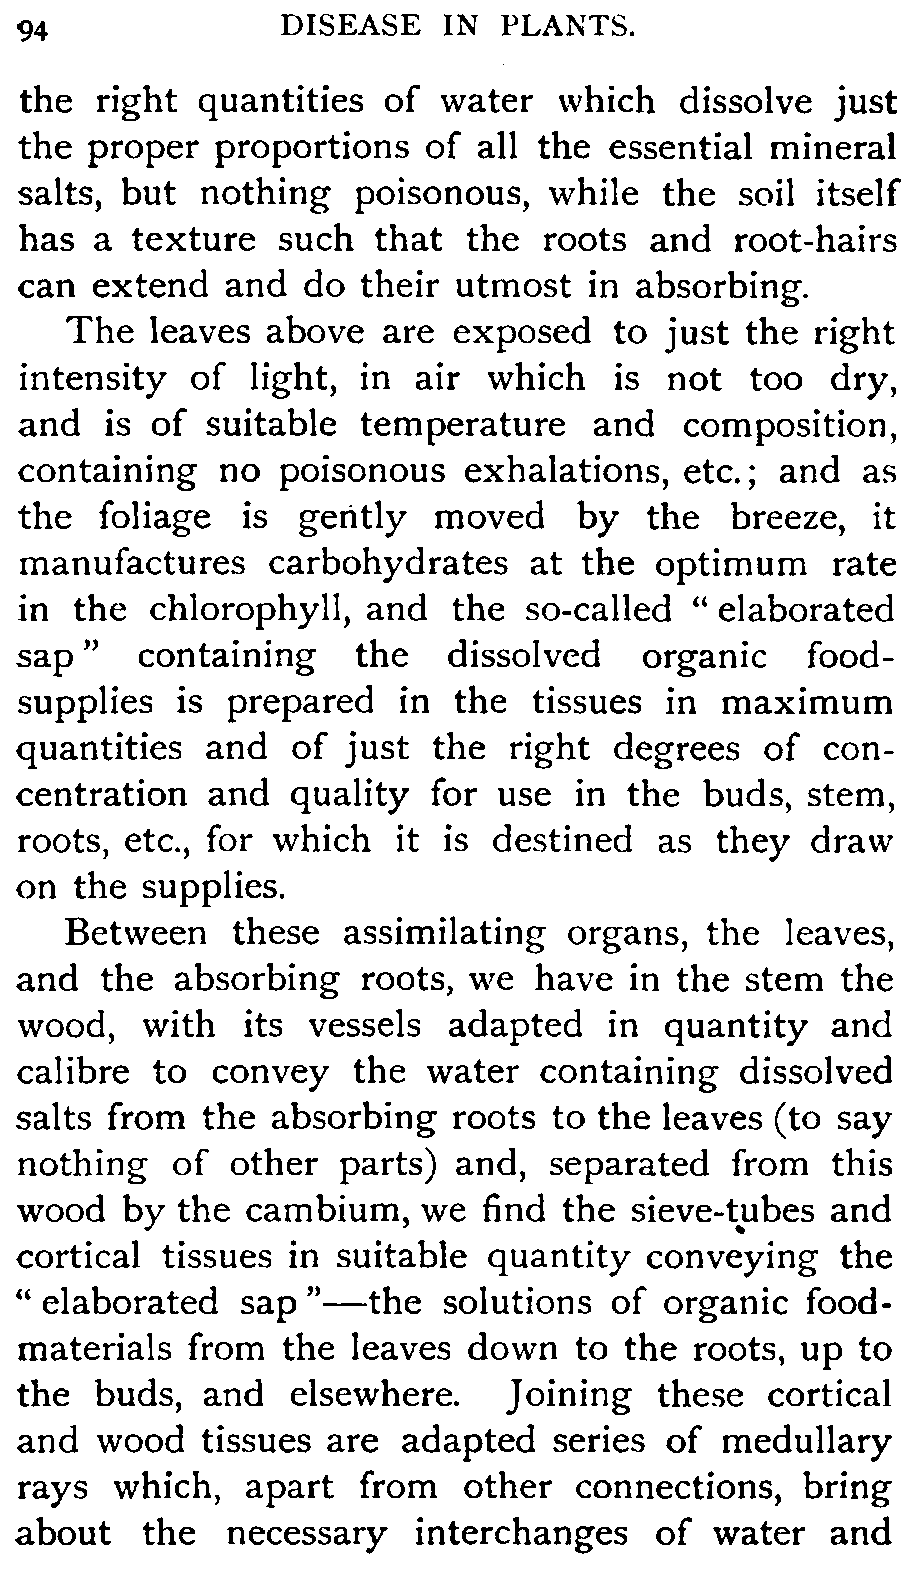 94 DISEASE IN PLANTS.
the right quantities of water which dissolve just
the proper proportions of all the essential mineral
salts, but nothing poisonous, while the soil itself
has a texture such that the roots and root-hairs
can extend and do their utmost in absorbing.
The leaves above are exposed to just the right
intensity of light, in air which is not too dry,
and is of suitable temperature and composition,
containing no poisonous exhalations, etc.; and as
the foliage is gently moved by the breeze, it
manufactures carbohydrates at the optimum rate
in the chlorophyll, and the so-called “elaborated
sap” containing the dissolved organic food-
supplies is prepared in the tissues in maximum
quantities and of just the right degrees of con-
centration and quality for use in the buds, stem,
roots, etc., for which it is destined as they draw
on the supplies.
Between these assimilating organs, the leaves,
and the absorbing roots, we have in the stem the
wood, with its vessels adapted in quantity and
calibre to convey the water containing dissolved
salts from the absorbing roots to the leaves (to say
nothing of other parts) and, separated from this
wood by the cambium, we find the sieve-tubes and
cortical tissues in suitable quantity conveying the
“elaborated sap”—the solutions of organic food-
materials from the leaves down to the roots, up to
the buds, and elsewhere. Joining these cortical
and wood tissues are adapted series of medullary
rays which, apart from other connections, bring
about the necessary interchanges of water and